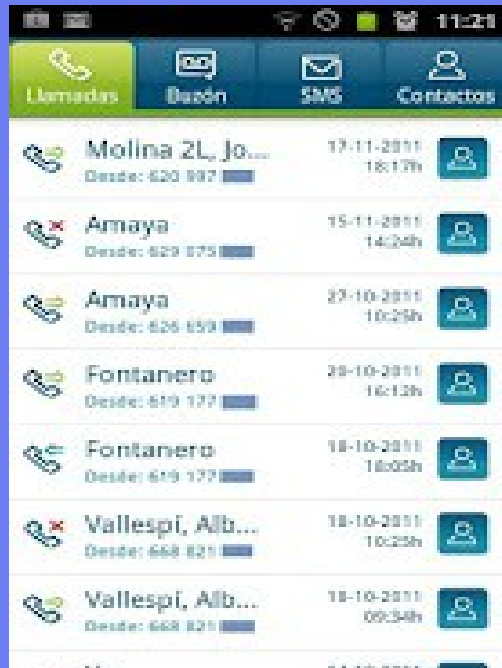 11:21
Llamadas Buzón SMS Contactos
Molina 2L, Jo... 17-11-2011
Desde: 620 987 18:17h
Amaya 15-11-2011
Desde: 629 075 14:24h
Amaya 27-10-2011
Desde: 626 659 10:25h
Fontanero 20-10-2011
Desde: 619 177 16:12h
Fontanero 18-10-2011
Desde: 619 177 18:05h
Vallespí, Alb... 18-10-2011
Desde: 668 821 10:25h
Vallespí, Alb... 18-10-2011
Desde: 668 821 09:34h